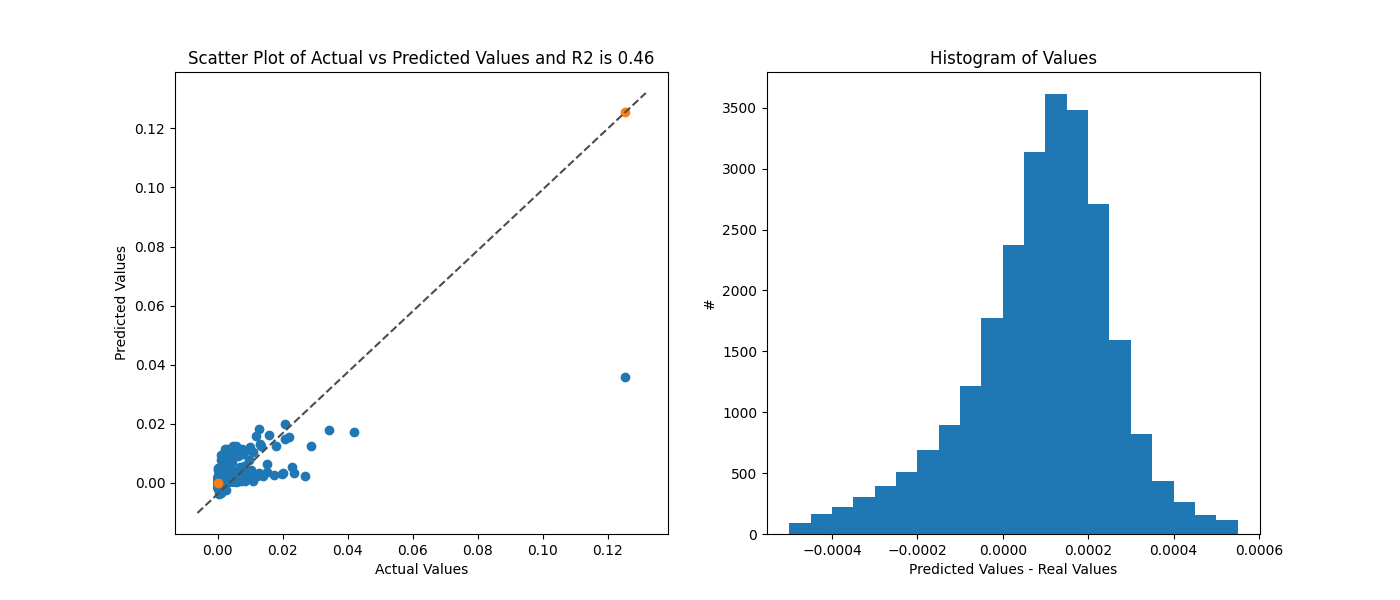 Scatter Plot of Actual vs Predicted Values and R2 is 0.46
Predicted Values
0.12
0.10
0.08
0.06
0.04
0.02
0.00
0.00 0.02 0.04 0.06 0.08 0.10 0.12
Actual Values
Histogram of Values
#
3500
3000
2500
2000
1500
1000
500
0
−0.0004 −0.0002 0.0000 0.0002 0.0004 0.0006
Predicted Values - Real Values